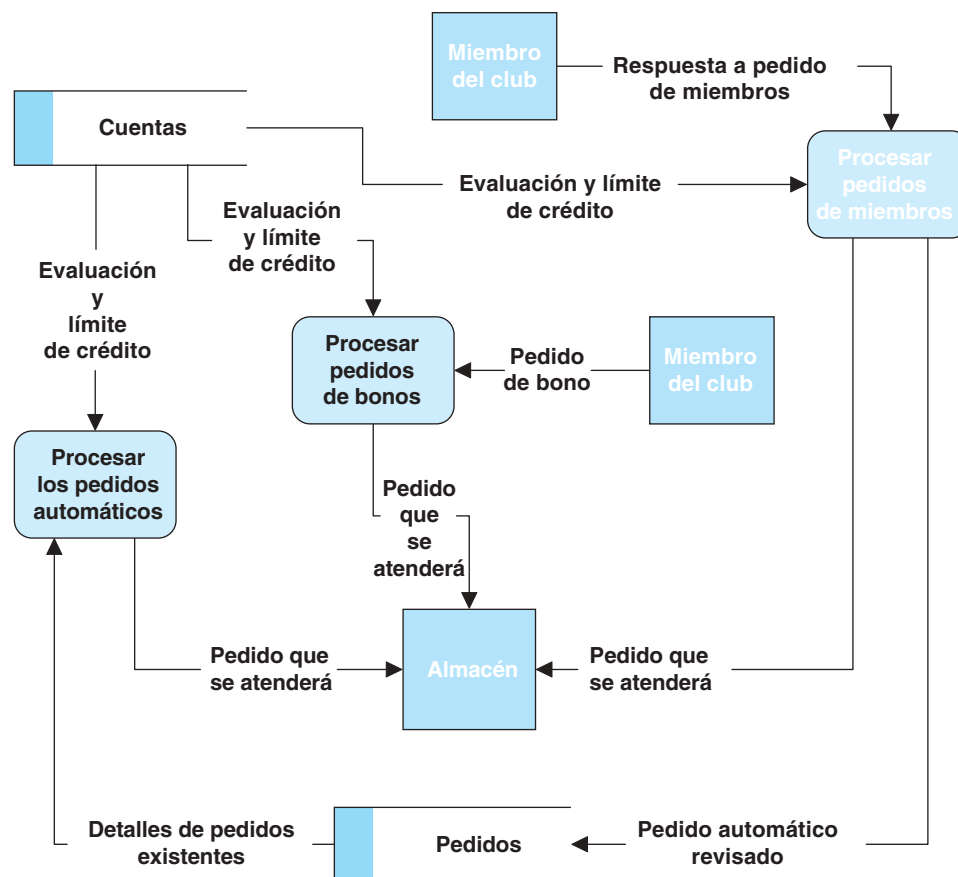 Miembro
del club
Respuesta a pedido
de miembros
Cuentas
Procesar
pedidos
de miembros
Evaluación y límite
de crédito
Evaluación
y límite
de crédito
Evaluación
y
límite
de crédito
Procesar
pedidos
de bonos
Pedido
de bono
Miembro
del club
Procesar
los pedidos
automáticos
Pedido
que
se
atenderá
Pedido que
se atenderá
Almacén
Pedido que
se atenderá
Detalles de pedidos
existentes
Pedidos
Pedido automático
revisado